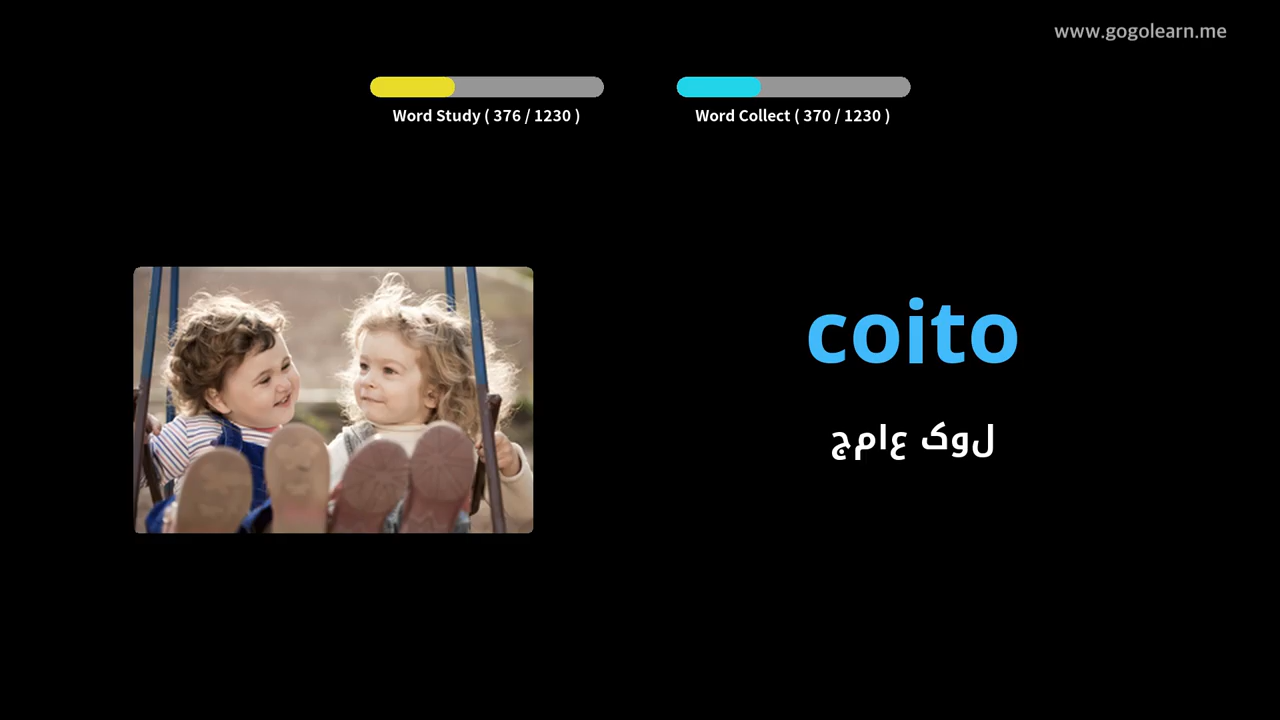 www.gogolearn.me
Word Study ( 376 / 1230 )
Word Collect ( 370 / 1230 )
coito
لوک عامج